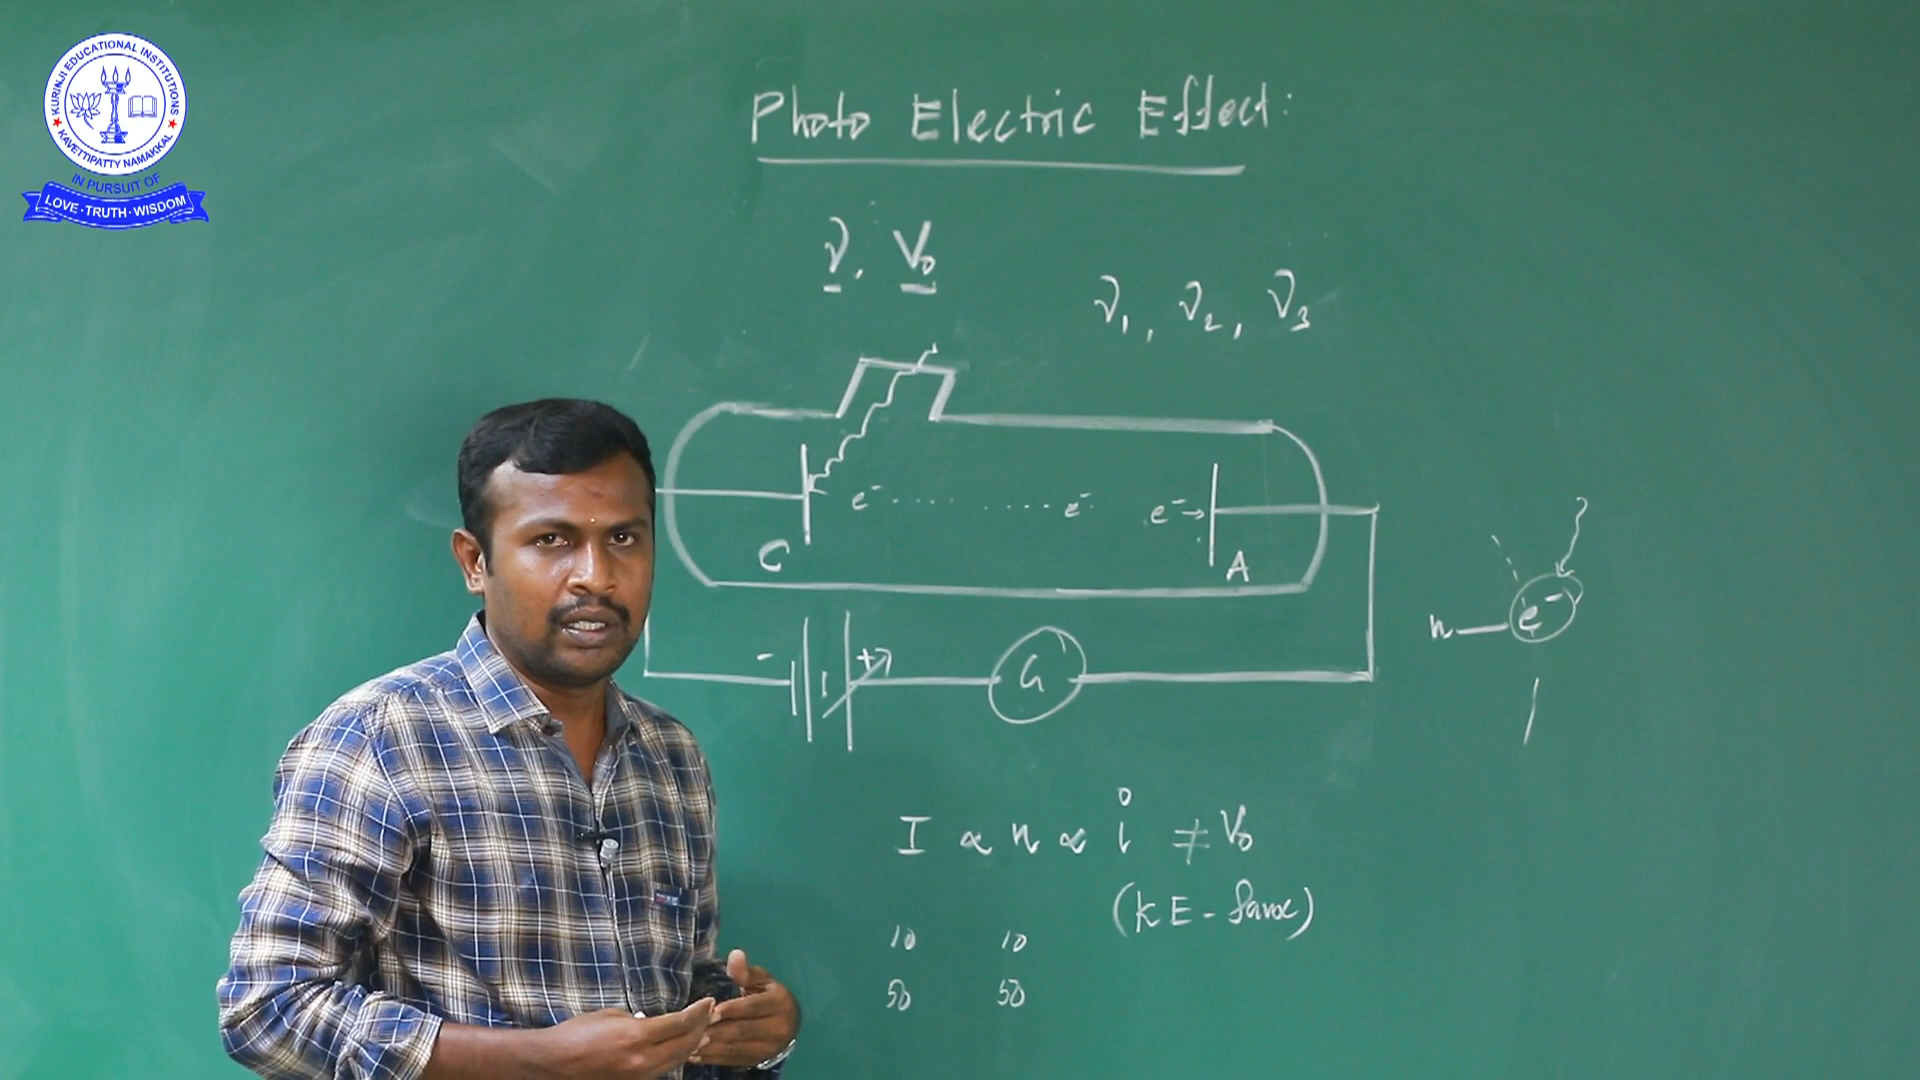 KURINJI EDUCATIONAL INSTITUTIONS
KAVETTIPATTY NAMAKKAL
IN PURSUIT OF
LOVE · TRUTH · WISDOM
Photo Electric Effect:
ν, V₀
ν₁, ν₂, ν₃
e⁻ ........ ..... e⁻ . e⁻→
C A
n — e⁻
- +
G
I ∝ n ∝ i ≠ V₀
(KE -
10 10
50 50